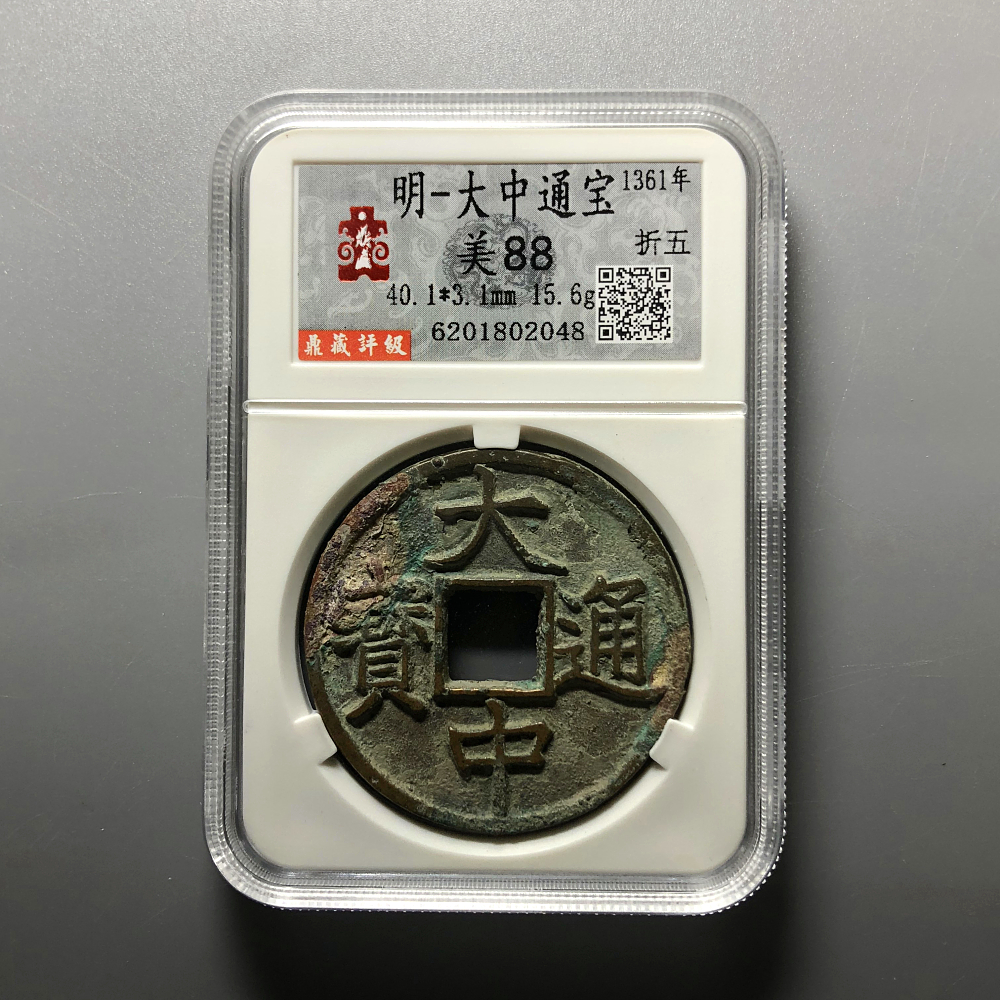 明-大中通宝
1361年
美88
折五
40.1*3.1mm 15.6g
鼎藏評級
6201802048
大中通寳